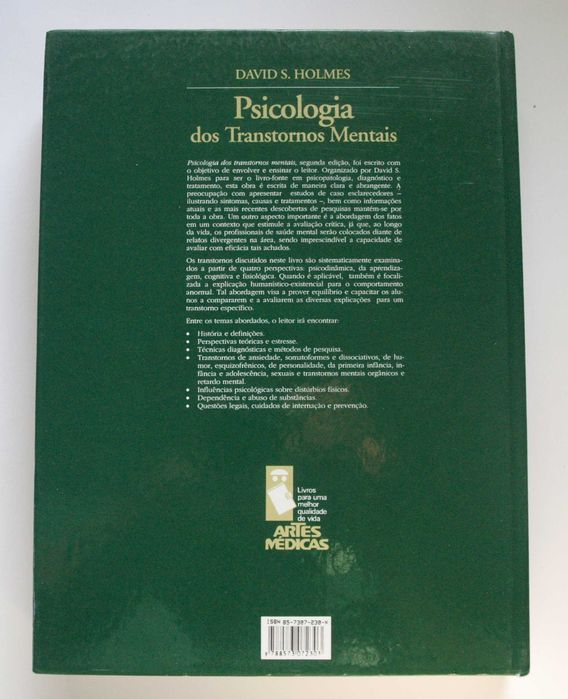 DAVID S. HOLMES
Psicologia
dos Transtornos Mentais
Psicologia dos transtornos mentais, segunda edição, foi escrito com
o objetivo de envolver e ensinar o leitor. Organizado por David S.
Holmes para ser o livro-fonte em psicopatologia, diagnóstico e
tratamento, esta obra é escrita de maneira clara e abrangente. A
preocupação com apresentar estudos de caso esclarecedores –
ilustrando sintomas, causas e tratamentos –, bem como informações
atuais e as mais recentes descobertas de pesquisas mantém-se por
toda a obra. Um outro aspecto importante é a abordagem dos fatos
em um contexto que estimule a avaliação crítica, já que, ao longo
da vida, os profissionais de saúde mental serão colocados diante de
relatos divergentes na área, sendo imprescindível a capacidade de
avaliar com eficácia tais achados.
Os transtornos discutidos neste livro são sistematicamente examina-
dos a partir de quatro perspectivas: psicodinâmica, da aprendiza-
gem, cognitiva e fisiológica. Quando é aplicável, também é focali-
zada a explicação humanístico-existencial para o comportamento
anormal. Tal abordagem visa a prover equilíbrio e capacitar os alu-
nos a compararem e a avaliarem as diversas explicações para um
transtorno específico.
Entre os temas abordados, o leitor irá encontrar:
• História e definições.
• Perspectivas teóricas e estresse.
• Técnicas diagnósticas e métodos de pesquisa.
• Transtornos de ansiedade, somatoformes e dissociativos, de hu-
mor, esquizofrênicos, de personalidade, da primeira infância, in-
fância e adolescência, sexuais e transtornos mentais orgânicos e
retardo mental.
• Influências psicológicas sobre distúrbios físicos.
• Dependência e abuso de substâncias.
• Questões legais, cuidados de internação e prevenção.
Livros
para uma
melhor
qualidade
de vida
ARTES
MÉDICAS
ISBN 85-7307-230-X
9 788573 072303